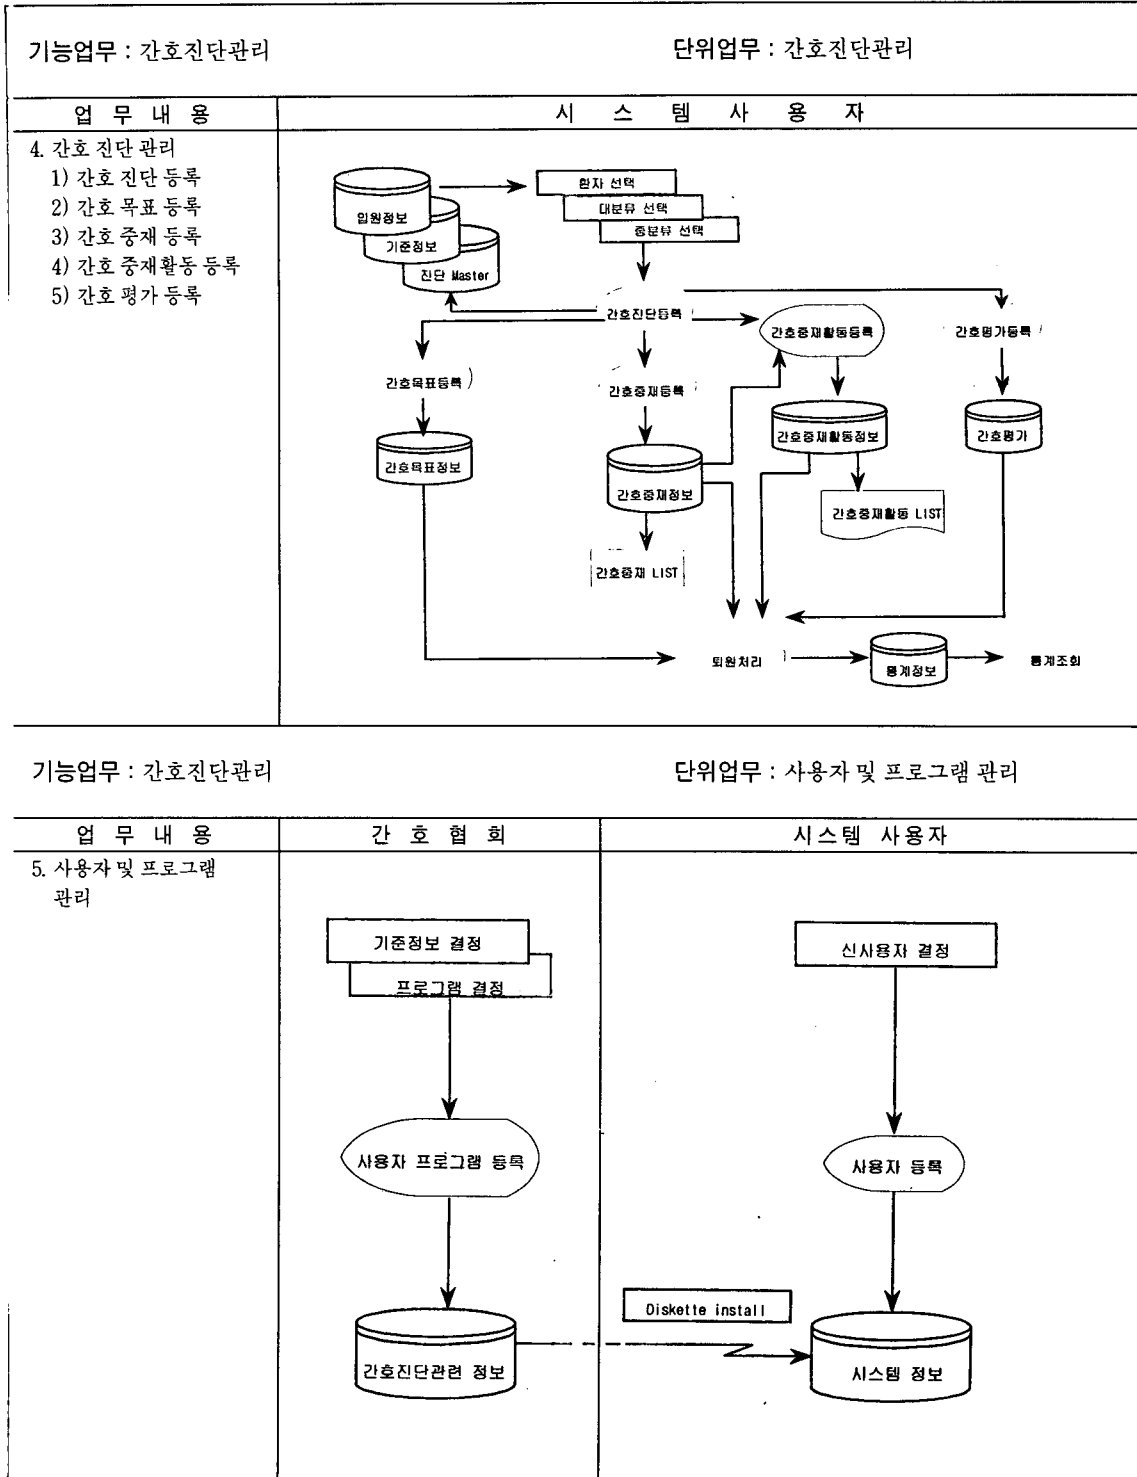 기능업무 : 간호진단관리
단위업무 : 간호진단관리
업 무 내 용
시 스 템 사 용 자
4. 간호 진단 관리
1) 간호 진단 등록
2) 간호 목표 등록
3) 간호 중재 등록
4) 간호 중재활동 등록
5) 간호 평가 등록
입원정보
기준정보
진단 Master
환자 선택
대분류 선택
중분류 선택
간호진단등록
간호중재활동등록
간호평가등록
간호목표등록
간호중재등록
간호목표정보
간호중재정보
간호중재활동정보
간호평가
간호중재활동 LIST
간호중재 LIST
퇴원처리
통계정보
통계조회
기능업무 : 간호진단관리
단위업무 : 사용자 및 프로그램 관리
업 무 내 용
간 호 협 회
시스템 사용자
5. 사용자 및 프로그램
관리
기준정보 결정
프로그램 결정
신사용자 결정
사용자 프로그램 등록
사용자 등록
Diskette install
간호진단관련 정보
시스템 정보